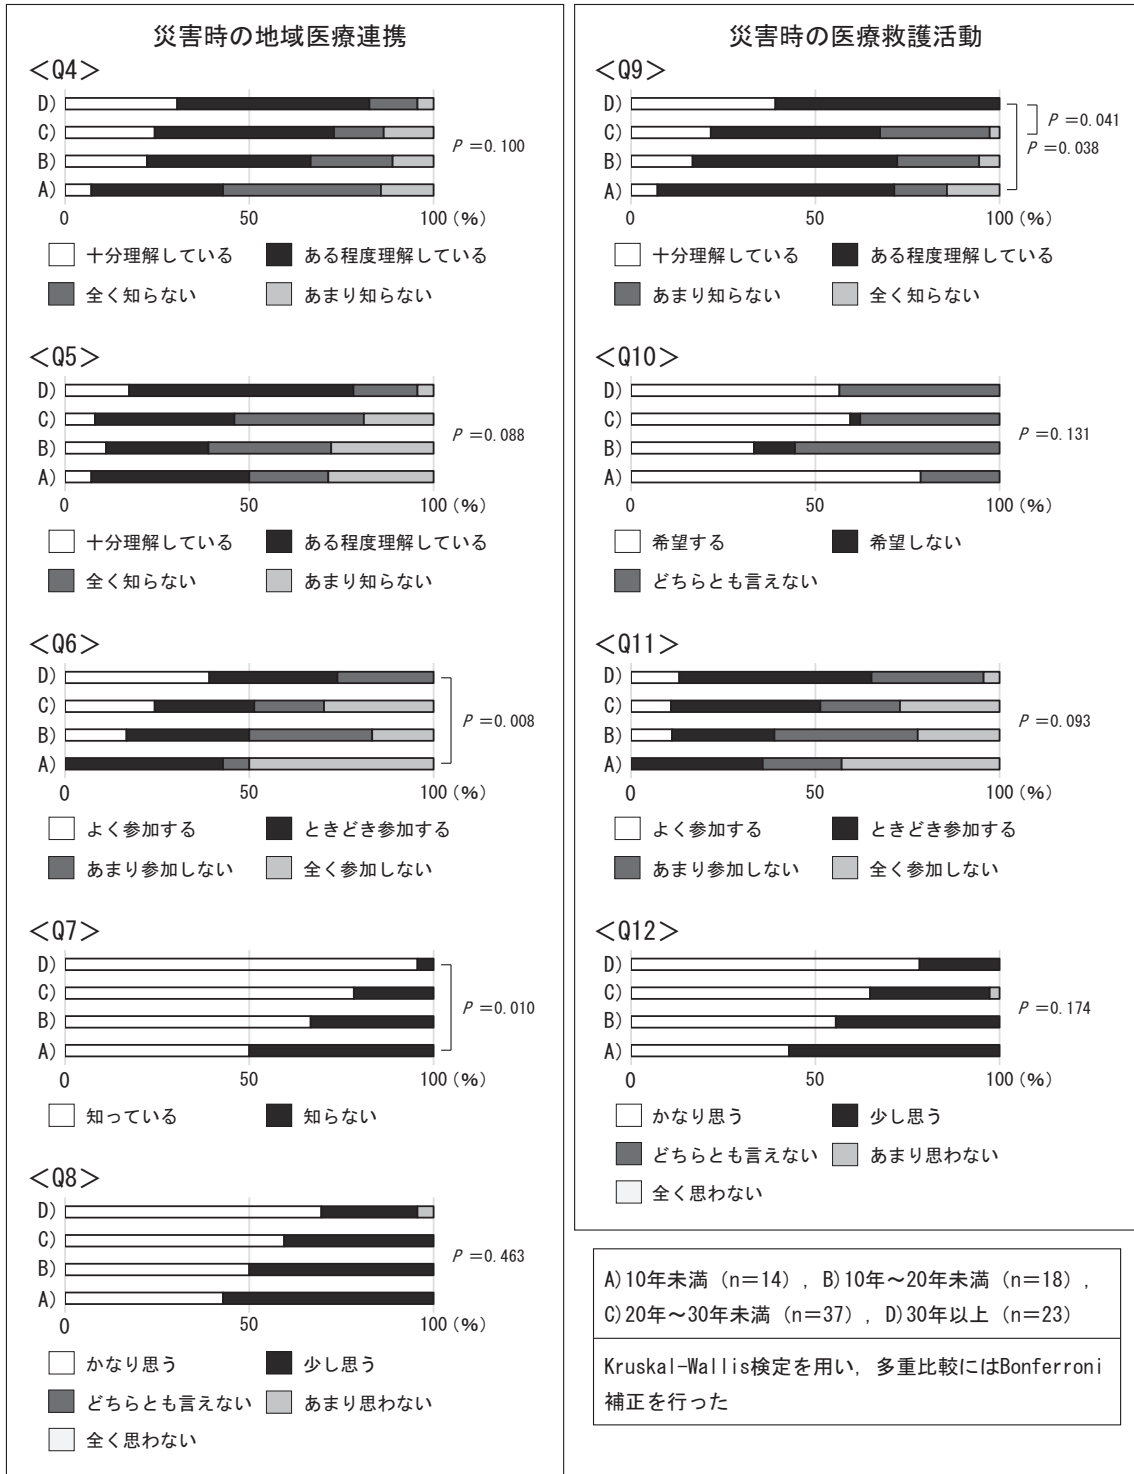 災害時の地域医療連携
<Q4>
D)
C)
B)
A)
P=0.100
0 50 100(%)
十分理解している ある程度理解している
全く知らない あまり知らない
<Q5>
D)
C)
B)
A)
P=0.088
0 50 100(%)
十分理解している ある程度理解している
全く知らない あまり知らない
<Q6>
D)
C)
B)
A)
P=0.008
0 50 100(%)
よく参加する ときどき参加する
あまり参加しない 全く参加しない
<Q7>
D)
C)
B)
A)
P=0.010
0 50 100(%)
知っている 知らない
<Q8>
D)
C)
B)
A)
P=0.463
0 50 100(%)
かなり思う 少し思う
どちらとも言えない あまり思わない
全く思わない
災害時の医療救護活動
<Q9>
D)
C)
B)
A)
P=0.041
P=0.038
0 50 100(%)
十分理解している ある程度理解している
あまり知らない 全く知らない
<Q10>
D)
C)
B)
A)
P=0.131
0 50 100(%)
希望する 希望しない
どちらとも言えない
<Q11>
D)
C)
B)
A)
P=0.093
0 50 100(%)
よく参加する ときどき参加する
あまり参加しない 全く参加しない
<Q12>
D)
C)
B)
A)
P=0.174
0 50 100(%)
かなり思う 少し思う
どちらとも言えない あまり思わない
全く思わない
A)10年未満（n=14），B)10年～20年未満（n=18），
C)20年～30年未満（n=37），D)30年以上（n=23）
Kruskal-Wallis検定を用い，多重比較にはBonferroni
補正を行った